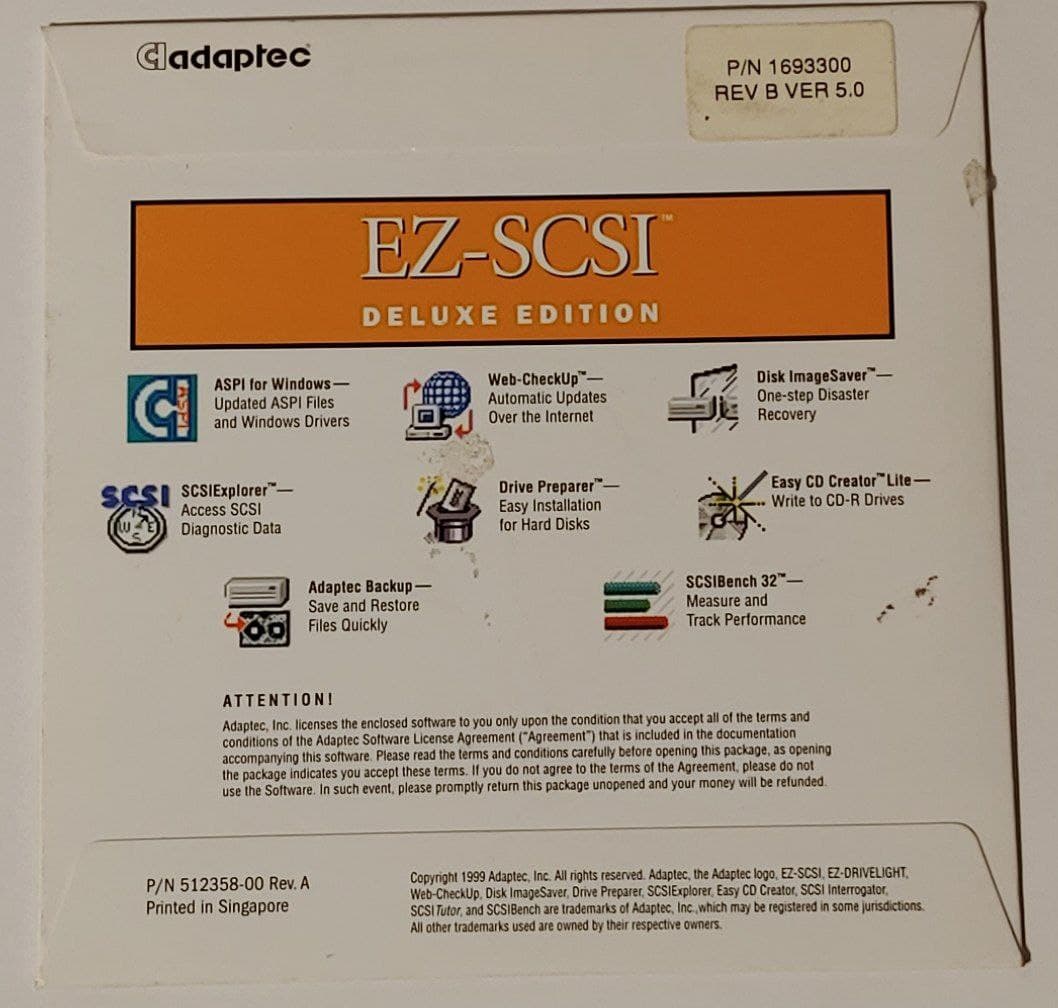 adaptec
P/N 1693300
REV B VER 5.0
EZ-SCSI™
DELUXE EDITION
ASPI
ASPI for Windows—
Updated ASPI Files
and Windows Drivers
Web-CheckUp™—
Automatic Updates
Over the Internet
Disk ImageSaver™—
One-step Disaster
Recovery
SCSI
W E
S
SCSIExplorer™—
Access SCSI
Diagnostic Data
Drive Preparer™—
Easy Installation
for Hard Disks
Easy CD Creator™ Lite—
Write to CD-R Drives
Adaptec Backup—
Save and Restore
Files Quickly
SCSIBench 32™—
Measure and
Track Performance
ATTENTION!
Adaptec, Inc. licenses the enclosed software to you only upon the condition that you accept all of the terms and
conditions of the Adaptec Software License Agreement (“Agreement”) that is included in the documentation
accompanying this software. Please read the terms and conditions carefully before opening this package, as opening
the package indicates you accept these terms. If you do not agree to the terms of the Agreement, please do not
use the Software. In such event, please promptly return this package unopened and your money will be refunded.
P/N 512358-00 Rev. A
Printed in Singapore
Copyright 1999 Adaptec, Inc. All rights reserved. Adaptec, the Adaptec logo, EZ-SCSI, EZ-DRIVELIGHT,
Web-CheckUp, Disk ImageSaver, Drive Preparer, SCSIExplorer, Easy CD Creator, SCSI Interrogator,
SCSI Tutor, and SCSIBench are trademarks of Adaptec, Inc., which may be registered in some jurisdictions.
All other trademarks used are owned by their respective owners.